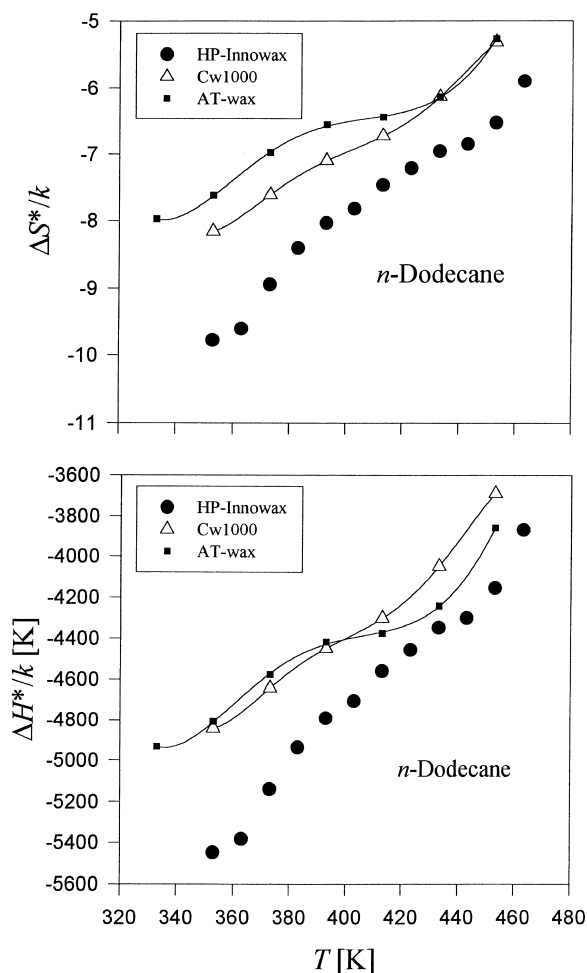 -5
-6
-7
-8
-9
-10
-11
ΔS*/k
HP-Innowax
Cw1000
AT-wax
n-Dodecane
-3600
-3800
-4000
-4200
-4400
-4600
-4800
-5000
-5200
-5400
-5600
ΔH*/k [K]
HP-Innowax
Cw1000
AT-wax
n-Dodecane
320 340 360 380 400 420 440 460 480
T [K]